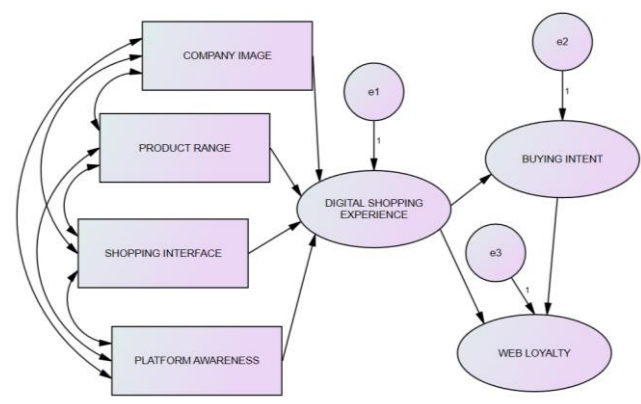 COMPANY IMAGE
PRODUCT RANGE
SHOPPING INTERFACE
PLATFORM AWARENESS
e1
1
DIGITAL SHOPPING
EXPERIENCE
e2
1
BUYING INTENT
e3
1
WEB LOYALTY